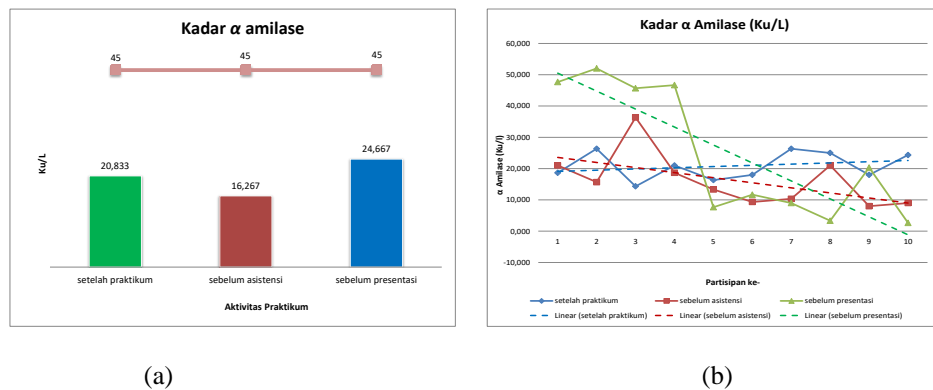 Kadar α amilase
45 45 45
Ku/L
20,833
16,267
24,667
setelah praktikum sebelum asistensi sebelum presentasi
Aktivitas Praktikum
(a)
Kadar α Amilase (Ku/L)
α Amilase (Ku/l)
60,000
50,000
40,000
30,000
20,000
10,000
0,000
-10,000
1 2 3 4 5 6 7 8 9 10
Partisipan ke-
setelah praktikum sebelum asistensi sebelum presentasi
Linear (setelah praktikum) Linear (sebelum asistensi) Linear (sebelum presentasi)
(b)